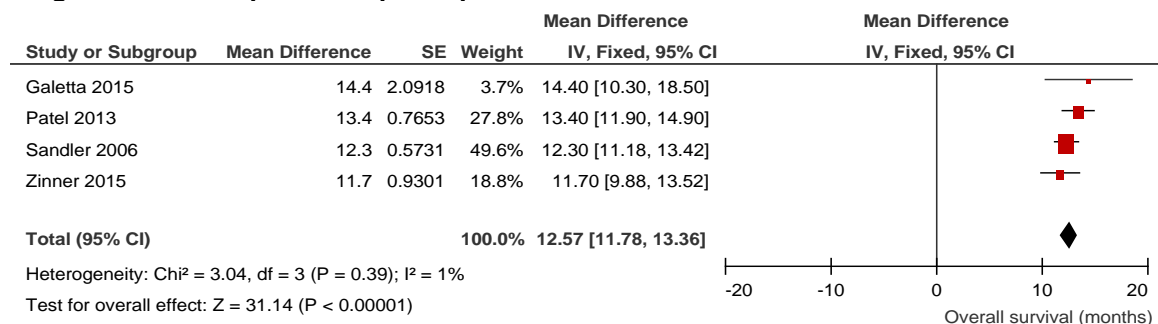 Mean Difference Mean Difference
Study or Subgroup Mean Difference SE Weight IV, Fixed, 95% CI IV, Fixed, 95% CI
Galetta 2015 14.4 2.0918 3.7% 14.40 [10.30, 18.50]
Patel 2013 13.4 0.7653 27.8% 13.40 [11.90, 14.90]
Sandler 2006 12.3 0.5731 49.6% 12.30 [11.18, 13.42]
Zinner 2015 11.7 0.9301 18.8% 11.70 [9.88, 13.52]
Total (95% CI) 100.0% 12.57 [11.78, 13.36]
Heterogeneity: Chi² = 3.04, df = 3 (P = 0.39); I² = 1%
Test for overall effect: Z = 31.14 (P < 0.00001)
-20 -10 0 10 20
Overall survival (months)